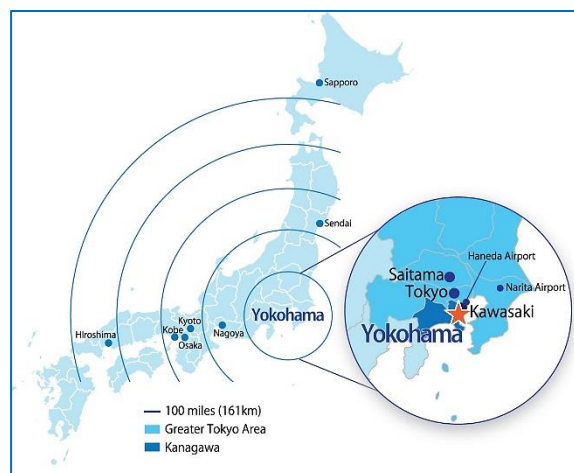 Sapporo
Sendai
Haneda Airport
Saitama
Tokyo
Narita Airport
Kawasaki
Yokohama
Yokohama
Kyoto
Kobe
Osaka
Nagoya
HIroshima
100 miles (161km)
Greater Tokyo Area
Kanagawa